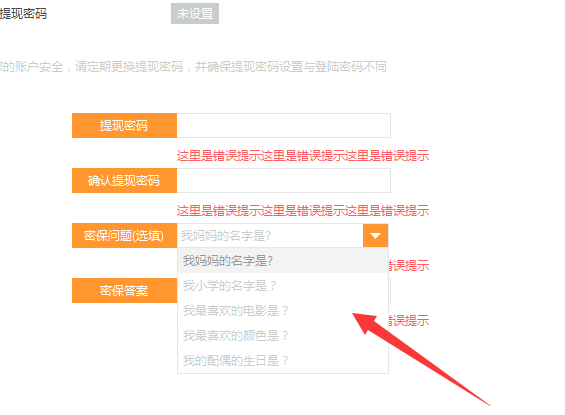 提现密码 未设置
的账户安全，请定期更换提现密码，并确保提现密码设置与登陆密码不同
提现密码
这里是错误提示这里是错误提示这里是错误提示
确认提现密码
这里是错误提示这里是错误提示这里是错误提示
密保问题(选填) 我妈妈的名字是?
我妈妈的名字是?
错误提示
我小学的名字是？
密保答案
我最喜欢的电影是？
错误提示
我最喜欢的颜色是？
我的配偶的生日是？